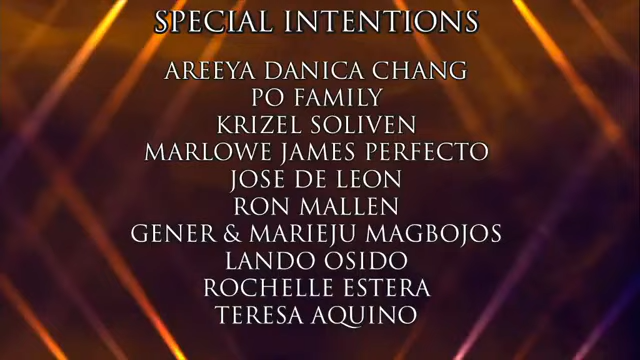 SPECIAL INTENTIONS
AREEYA DANICA CHANG
PO FAMILY
KRIZEL SOLIVEN
MARLOWE JAMES PERFECTO
JOSE DE LEON
RON MALLEN
GENER & MARIEJU MAGBOJOS
LANDO OSIDO
ROCHELLE ESTERA
TERESA AQUINO